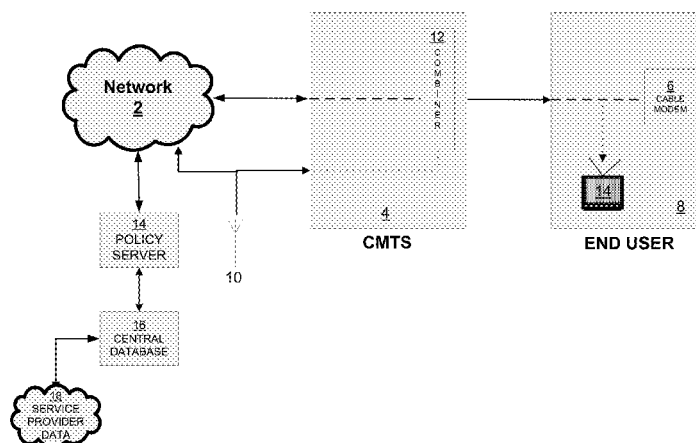 Network
2
12
COMBINER
6
CABLE
MODEM
14
4
8
CMTS
END USER
14
POLICY
SERVER
10
16
CENTRAL
DATABASE
18
SERVICE
PROVIDER
DATA